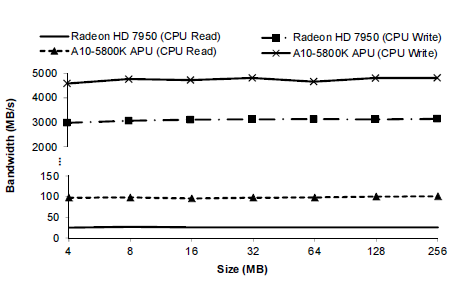 Radeon HD 7950 (CPU Read)
Radeon HD 7950 (CPU Write)
A10-5800K APU (CPU Read)
A10-5800K APU (CPU Write)
Bandwidth (MB/s)
5000
4000
3000
2000
...
150
100
50
0
4 8 16 32 64 128 256
Size (MB)